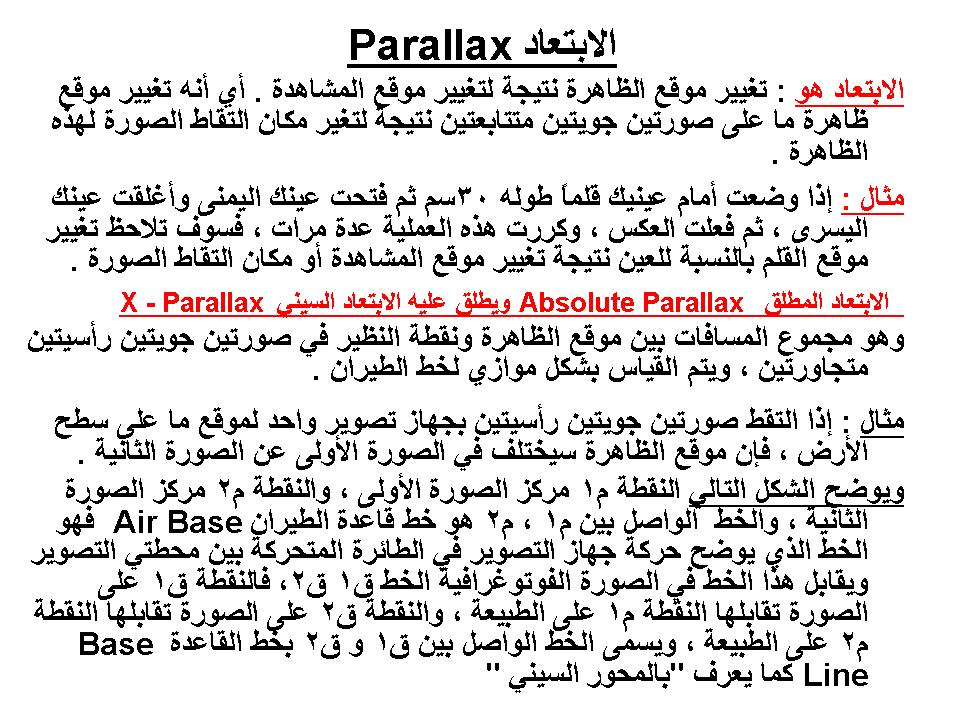 الابتعاد Parallax
الابتعاد هو : تغيير موقع الظاهرة نتيجة لتغيير موقع المشاهدة . أي أنه تغيير موقع
ظاهرة ما على صورتين جويتين متتابعتين نتيجة لتغير مكان التقاط الصورة لهذه
الظاهرة .
مثال : إذا وضعت أمام عينيك قلماً طوله ٣٠سم ثم فتحت عينك اليمنى وأغلقت عينك
اليسرى ، ثم فعلت العكس ، وكررت هذه العملية عدة مرات ، فسوف تلاحظ تغيير
موقع القلم بالنسبة للعين نتيجة تغيير موقع المشاهدة أو مكان التقاط الصورة .
الابتعاد المطلق Absolute Parallax ويطلق عليه الابتعاد السيني X - Parallax
وهو مجموع المسافات بين موقع الظاهرة ونقطة النظير في صورتين جويتين رأسيتين
متجاورتين ، ويتم القياس بشكل موازي لخط الطيران .
مثال : إذا التقط صورتين جويتين رأسيتين بجهاز تصوير واحد لموقع ما على سطح
الأرض ، فإن موقع الظاهرة سيختلف في الصورة الأولى عن الصورة الثانية .
ويوضح الشكل التالي النقطة م١ مركز الصورة الأولى ، والنقطة م٢ مركز الصورة
الثانية ، والخط الواصل بين م١ ، م٢ هو خط قاعدة الطيران Air Base فهو
الخط الذي يوضح حركة جهاز التصوير في الطائرة المتحركة بين محطتي التصوير
ويقابل هذا الخط في الصورة الفوتوغرافية الخط ق١ ق٢، فالنقطة ق١ على
الصورة تقابلها النقطة م١ على الطبيعة ، والنقطة ق٢ على الصورة تقابلها النقطة
م٢ على الطبيعة ، ويسمى الخط الواصل بين ق١ و ق٢ بخط القاعدة Base
Line كما يعرف "بالمحور السيني "